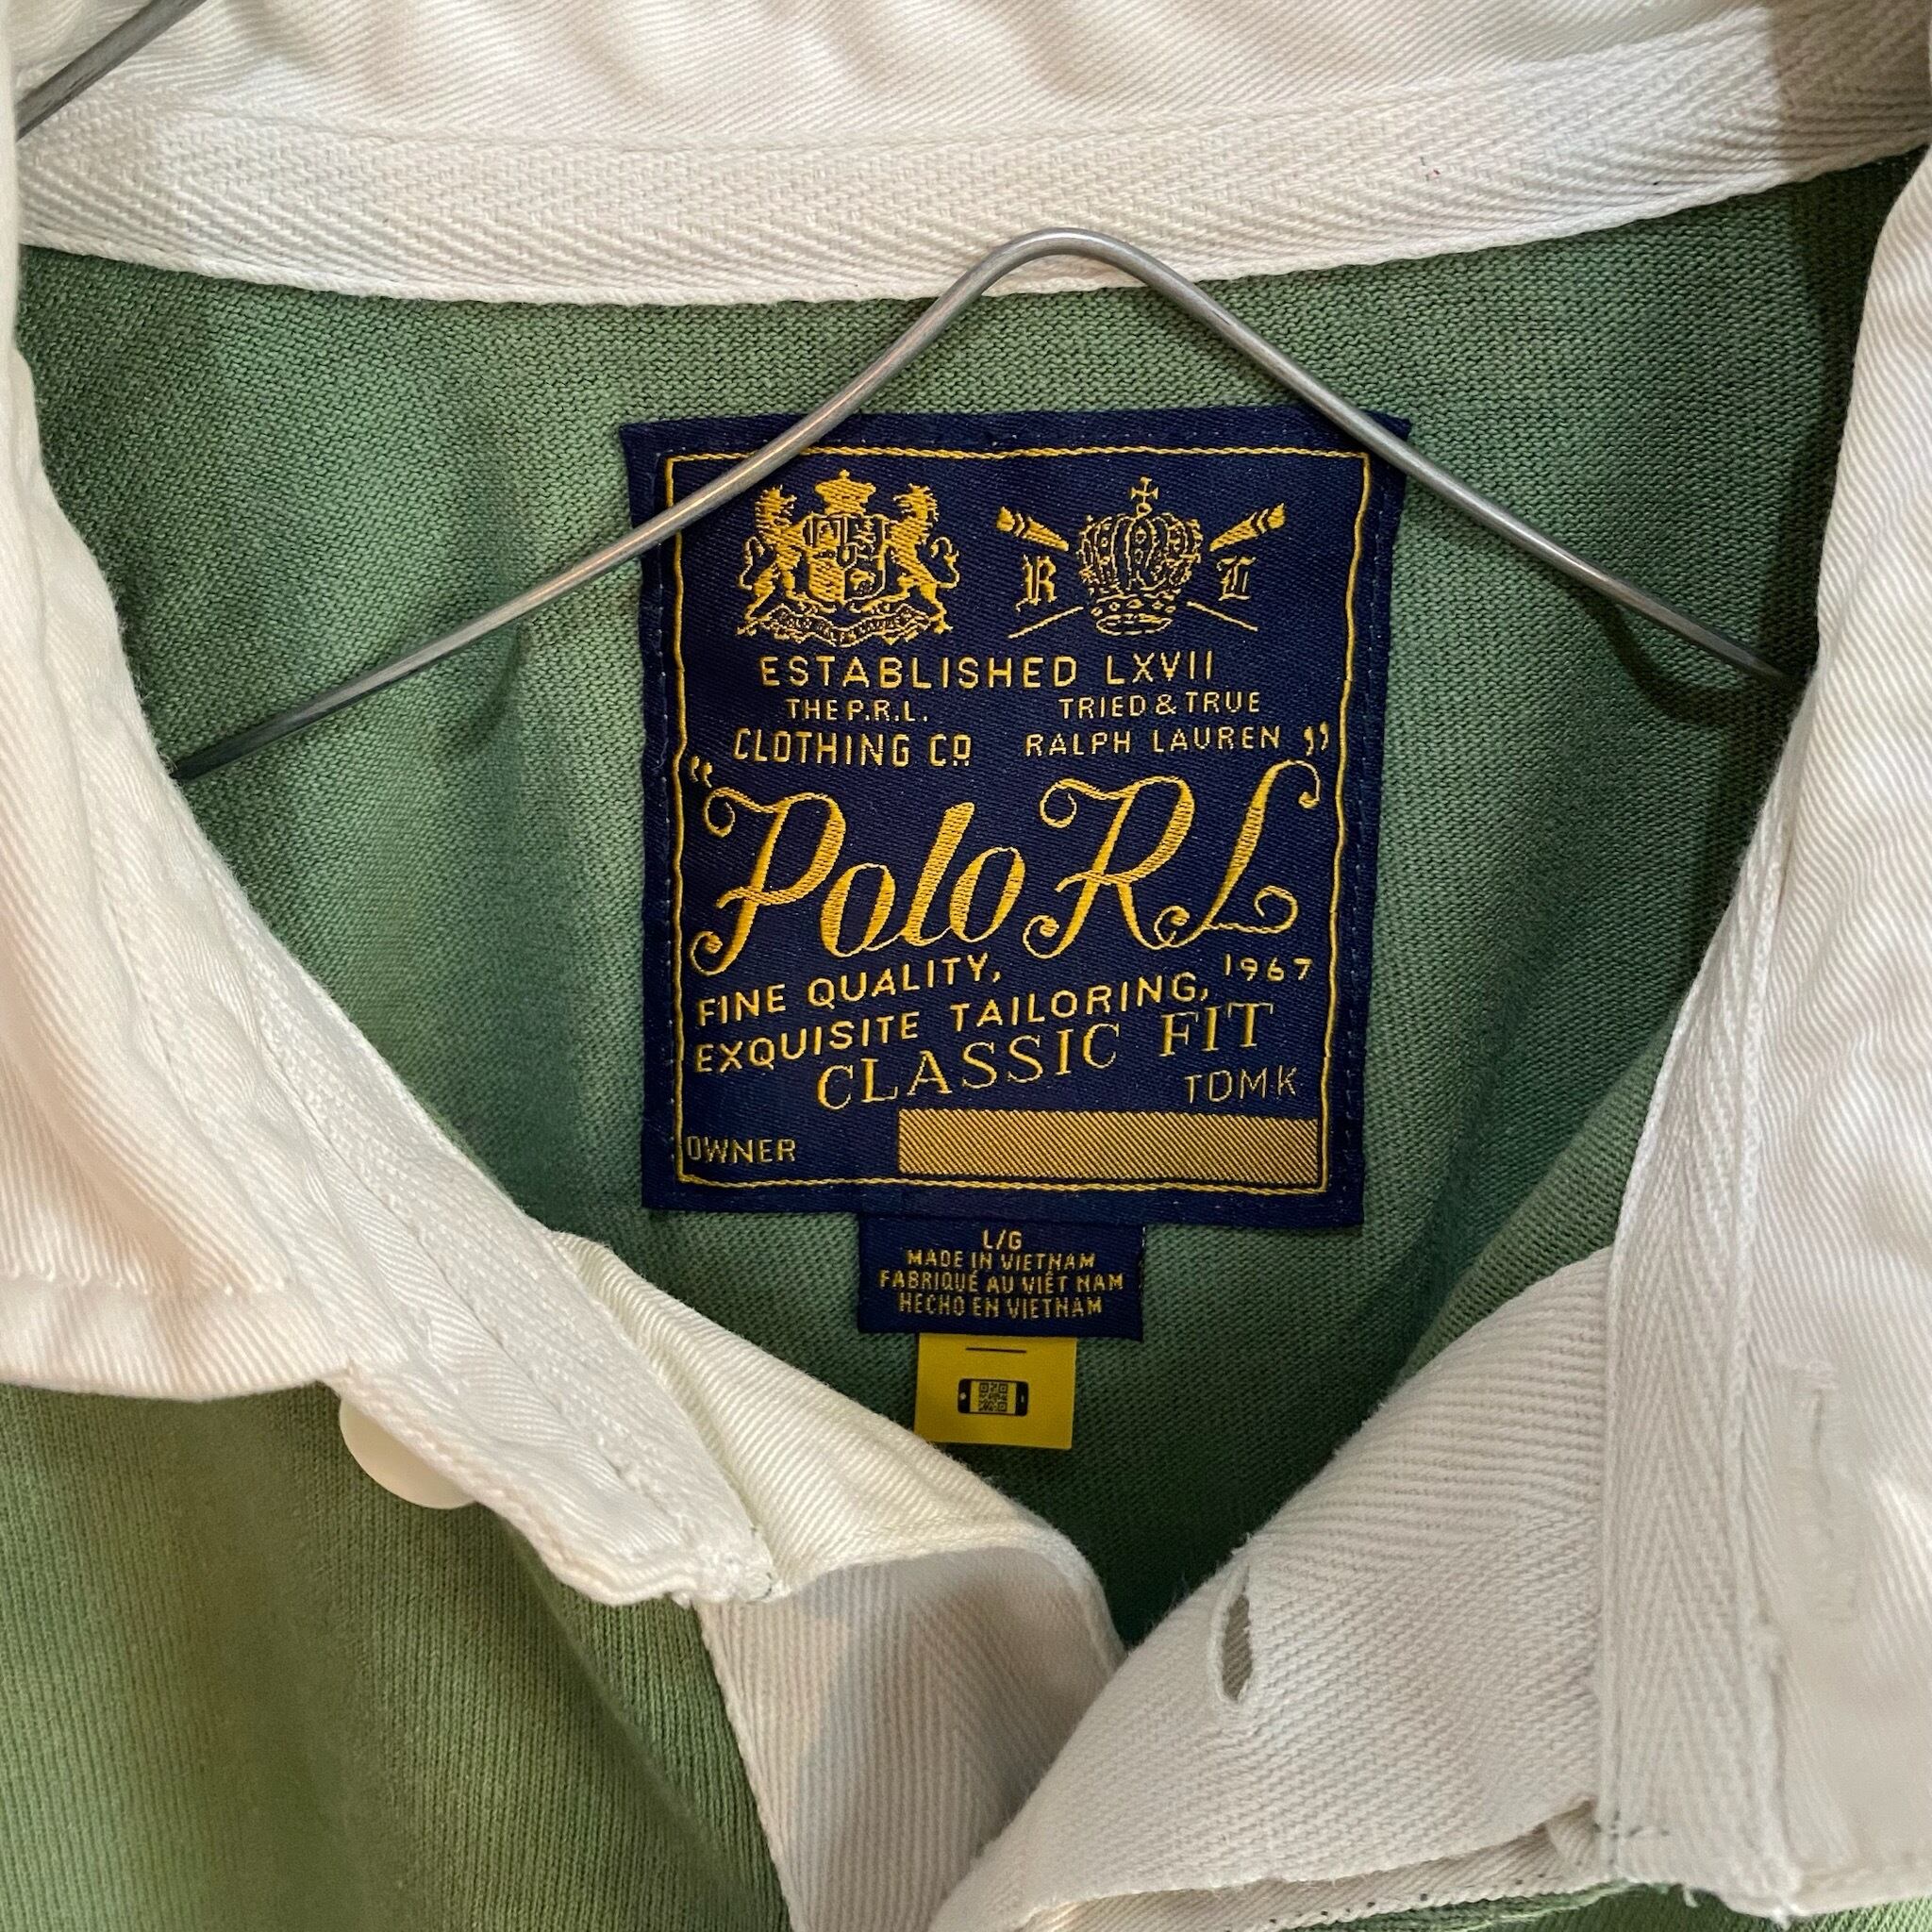 R L
ESTABLISHED LXVII
THE P.R.L. TRIED & TRUE
CLOTHING CO RALPH LAUREN
"Polo RL"
FINE QUALITY, 1967
EXQUISITE TAILORING,
CLASSIC FIT
TDMK
OWNER
L/G
MADE IN VIETNAM
FABRIQUÉ AU VIÊT NAM
HECHO EN VIETNAM